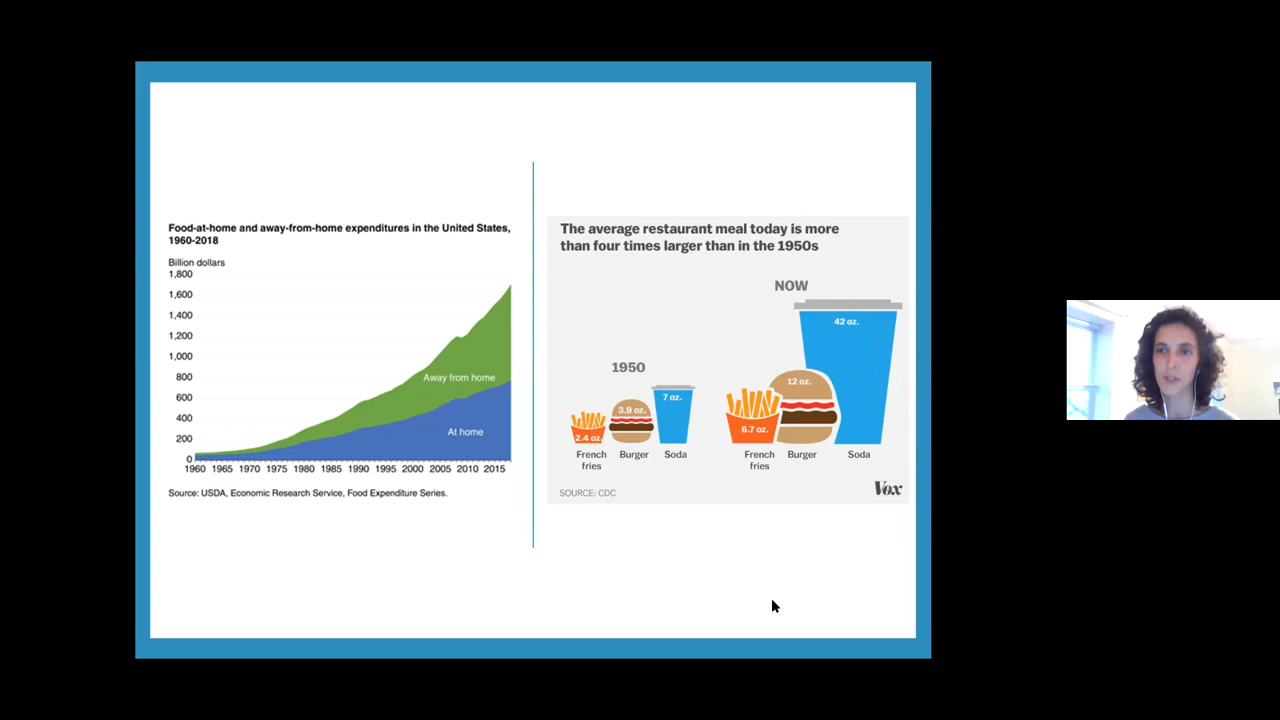 Food-at-home and away-from-home expenditures in the United States,
1960-2018
Billion dollars
1,800
1,600
1,400
1,200
1,000
800
600
400
200
0
Away from home
At home
1960 1965 1970 1975 1980 1985 1990 1995 2000 2005 2010 2015
Source: USDA, Economic Research Service, Food Expenditure Series.
The average restaurant meal today is more
than four times larger than in the 1950s
NOW
42 oz.
1950
12 oz.
7 oz.
3.9 oz.
6.7 oz.
2.4 oz.
French
fries
Burger
Soda
French
fries
Burger
Soda
SOURCE: CDC
Vox